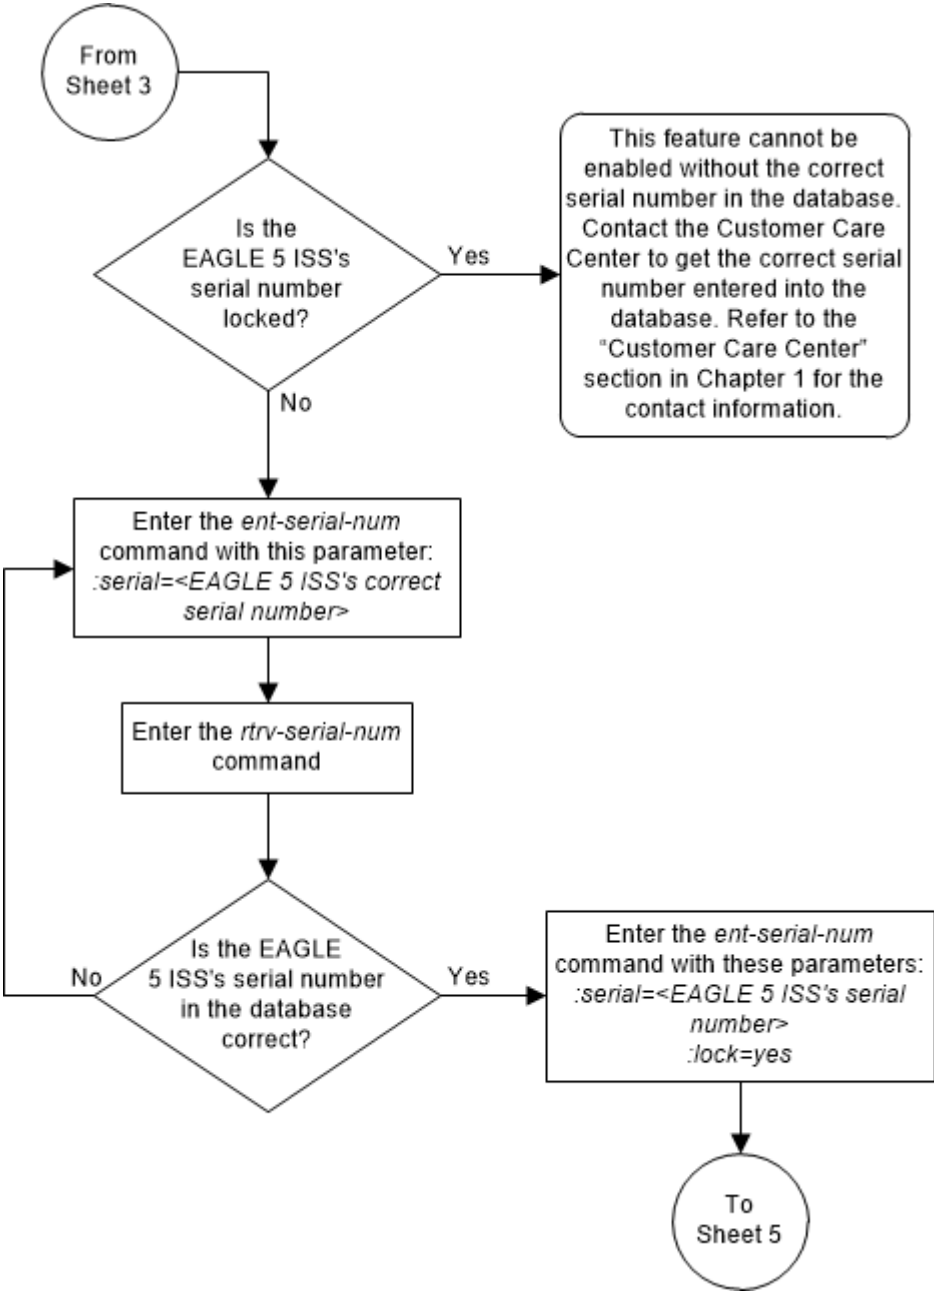 From
Sheet 3
Is the
EAGLE 5 ISS's
serial number
locked?
Yes
This feature cannot be
enabled without the correct
serial number in the database.
Contact the Customer Care
Center to get the correct serial
number entered into the
database. Refer to the
“Customer Care Center”
section in Chapter 1 for the
contact information.
No
Enter the ent-serial-num
command with this parameter:
:serial=<EAGLE 5 ISS's correct
serial number>
Enter the rtrv-serial-num
command
Is the EAGLE
5 ISS's serial number
in the database
correct?
No
Yes
Enter the ent-serial-num
command with these parameters:
:serial=<EAGLE 5 ISS's serial
number>
:lock=yes
To
Sheet 5